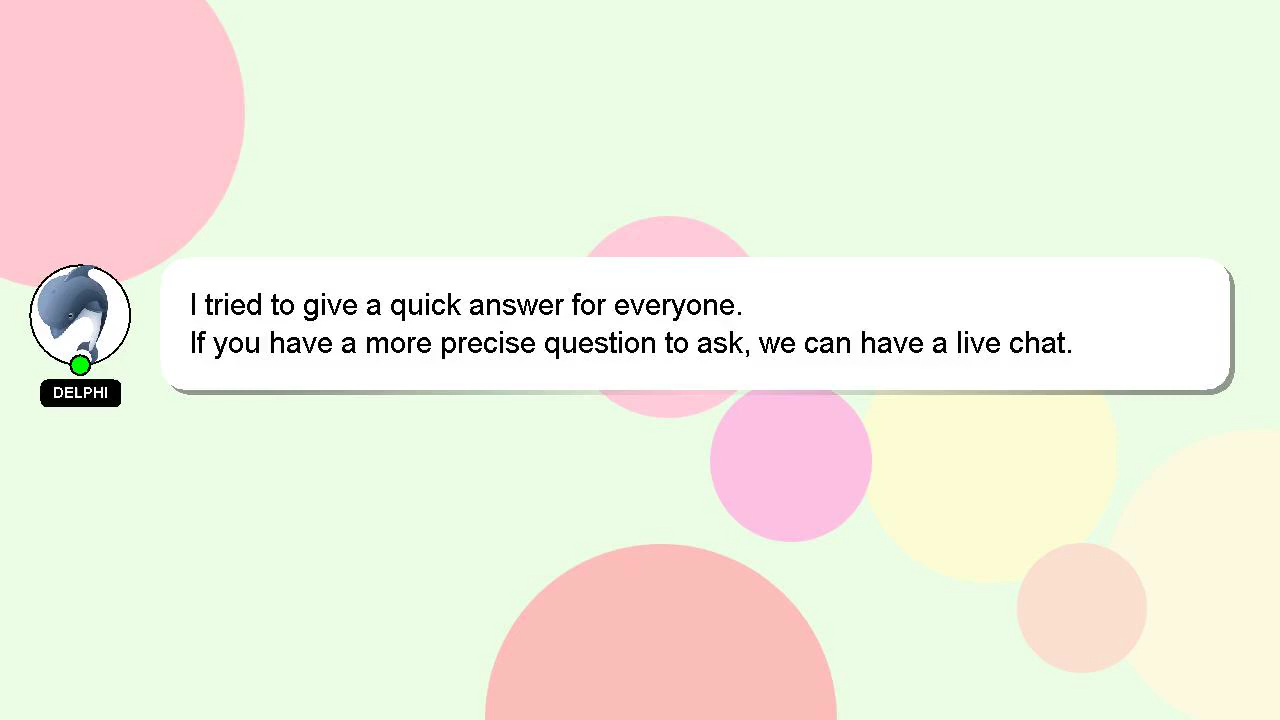 I tried to give a quick answer for everyone.
If you have a more precise question to ask, we can have a live chat.
DELPHI